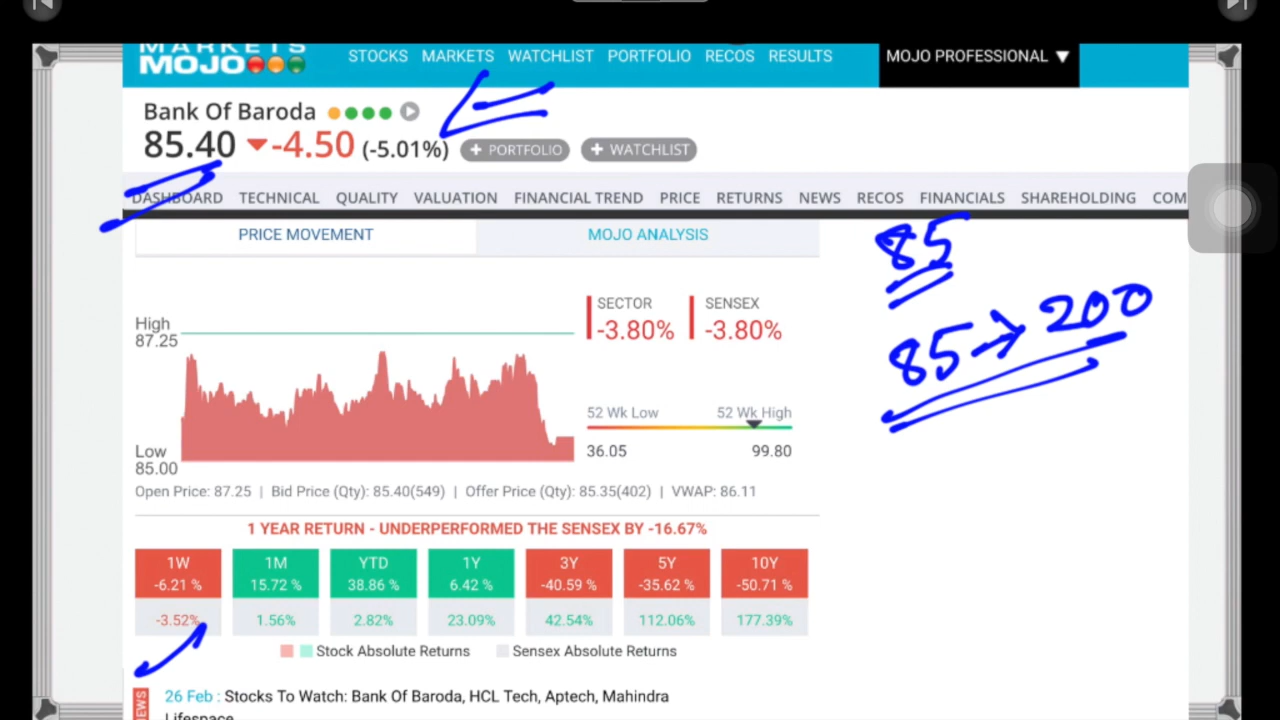 MARKETS
MOJO
STOCKS MARKETS WATCHLIST PORTFOLIO RECOS RESULTS
MOJO PROFESSIONAL ▼
Bank Of Baroda
85.40 ▼-4.50 (-5.01%) + PORTFOLIO + WATCHLIST
DASHBOARD TECHNICAL QUALITY VALUATION FINANCIAL TREND PRICE RETURNS NEWS RECOS FINANCIALS SHAREHOLDING COM
PRICE MOVEMENT MOJO ANALYSIS
85
85 → 200
SECTOR SENSEX
-3.80% -3.80%
High
87.25
52 Wk Low 52 Wk High
36.05 99.80
Low
85.00
Open Price: 87.25 | Bid Price (Qty): 85.40(549) | Offer Price (Qty): 85.35(402) | VWAP: 86.11
1 YEAR RETURN - UNDERPERFORMED THE SENSEX BY -16.67%
1W 1M YTD 1Y 3Y 5Y 10Y
-6.21 % 15.72 % 38.86 % 6.42 % -40.59 % -35.62 % -50.71 %
-3.52% 1.56% 2.82% 23.09% 42.54% 112.06% 177.39%
Stock Absolute Returns Sensex Absolute Returns
NEWS
26 Feb : Stocks To Watch: Bank Of Baroda, HCL Tech, Aptech, Mahindra
Lifespace